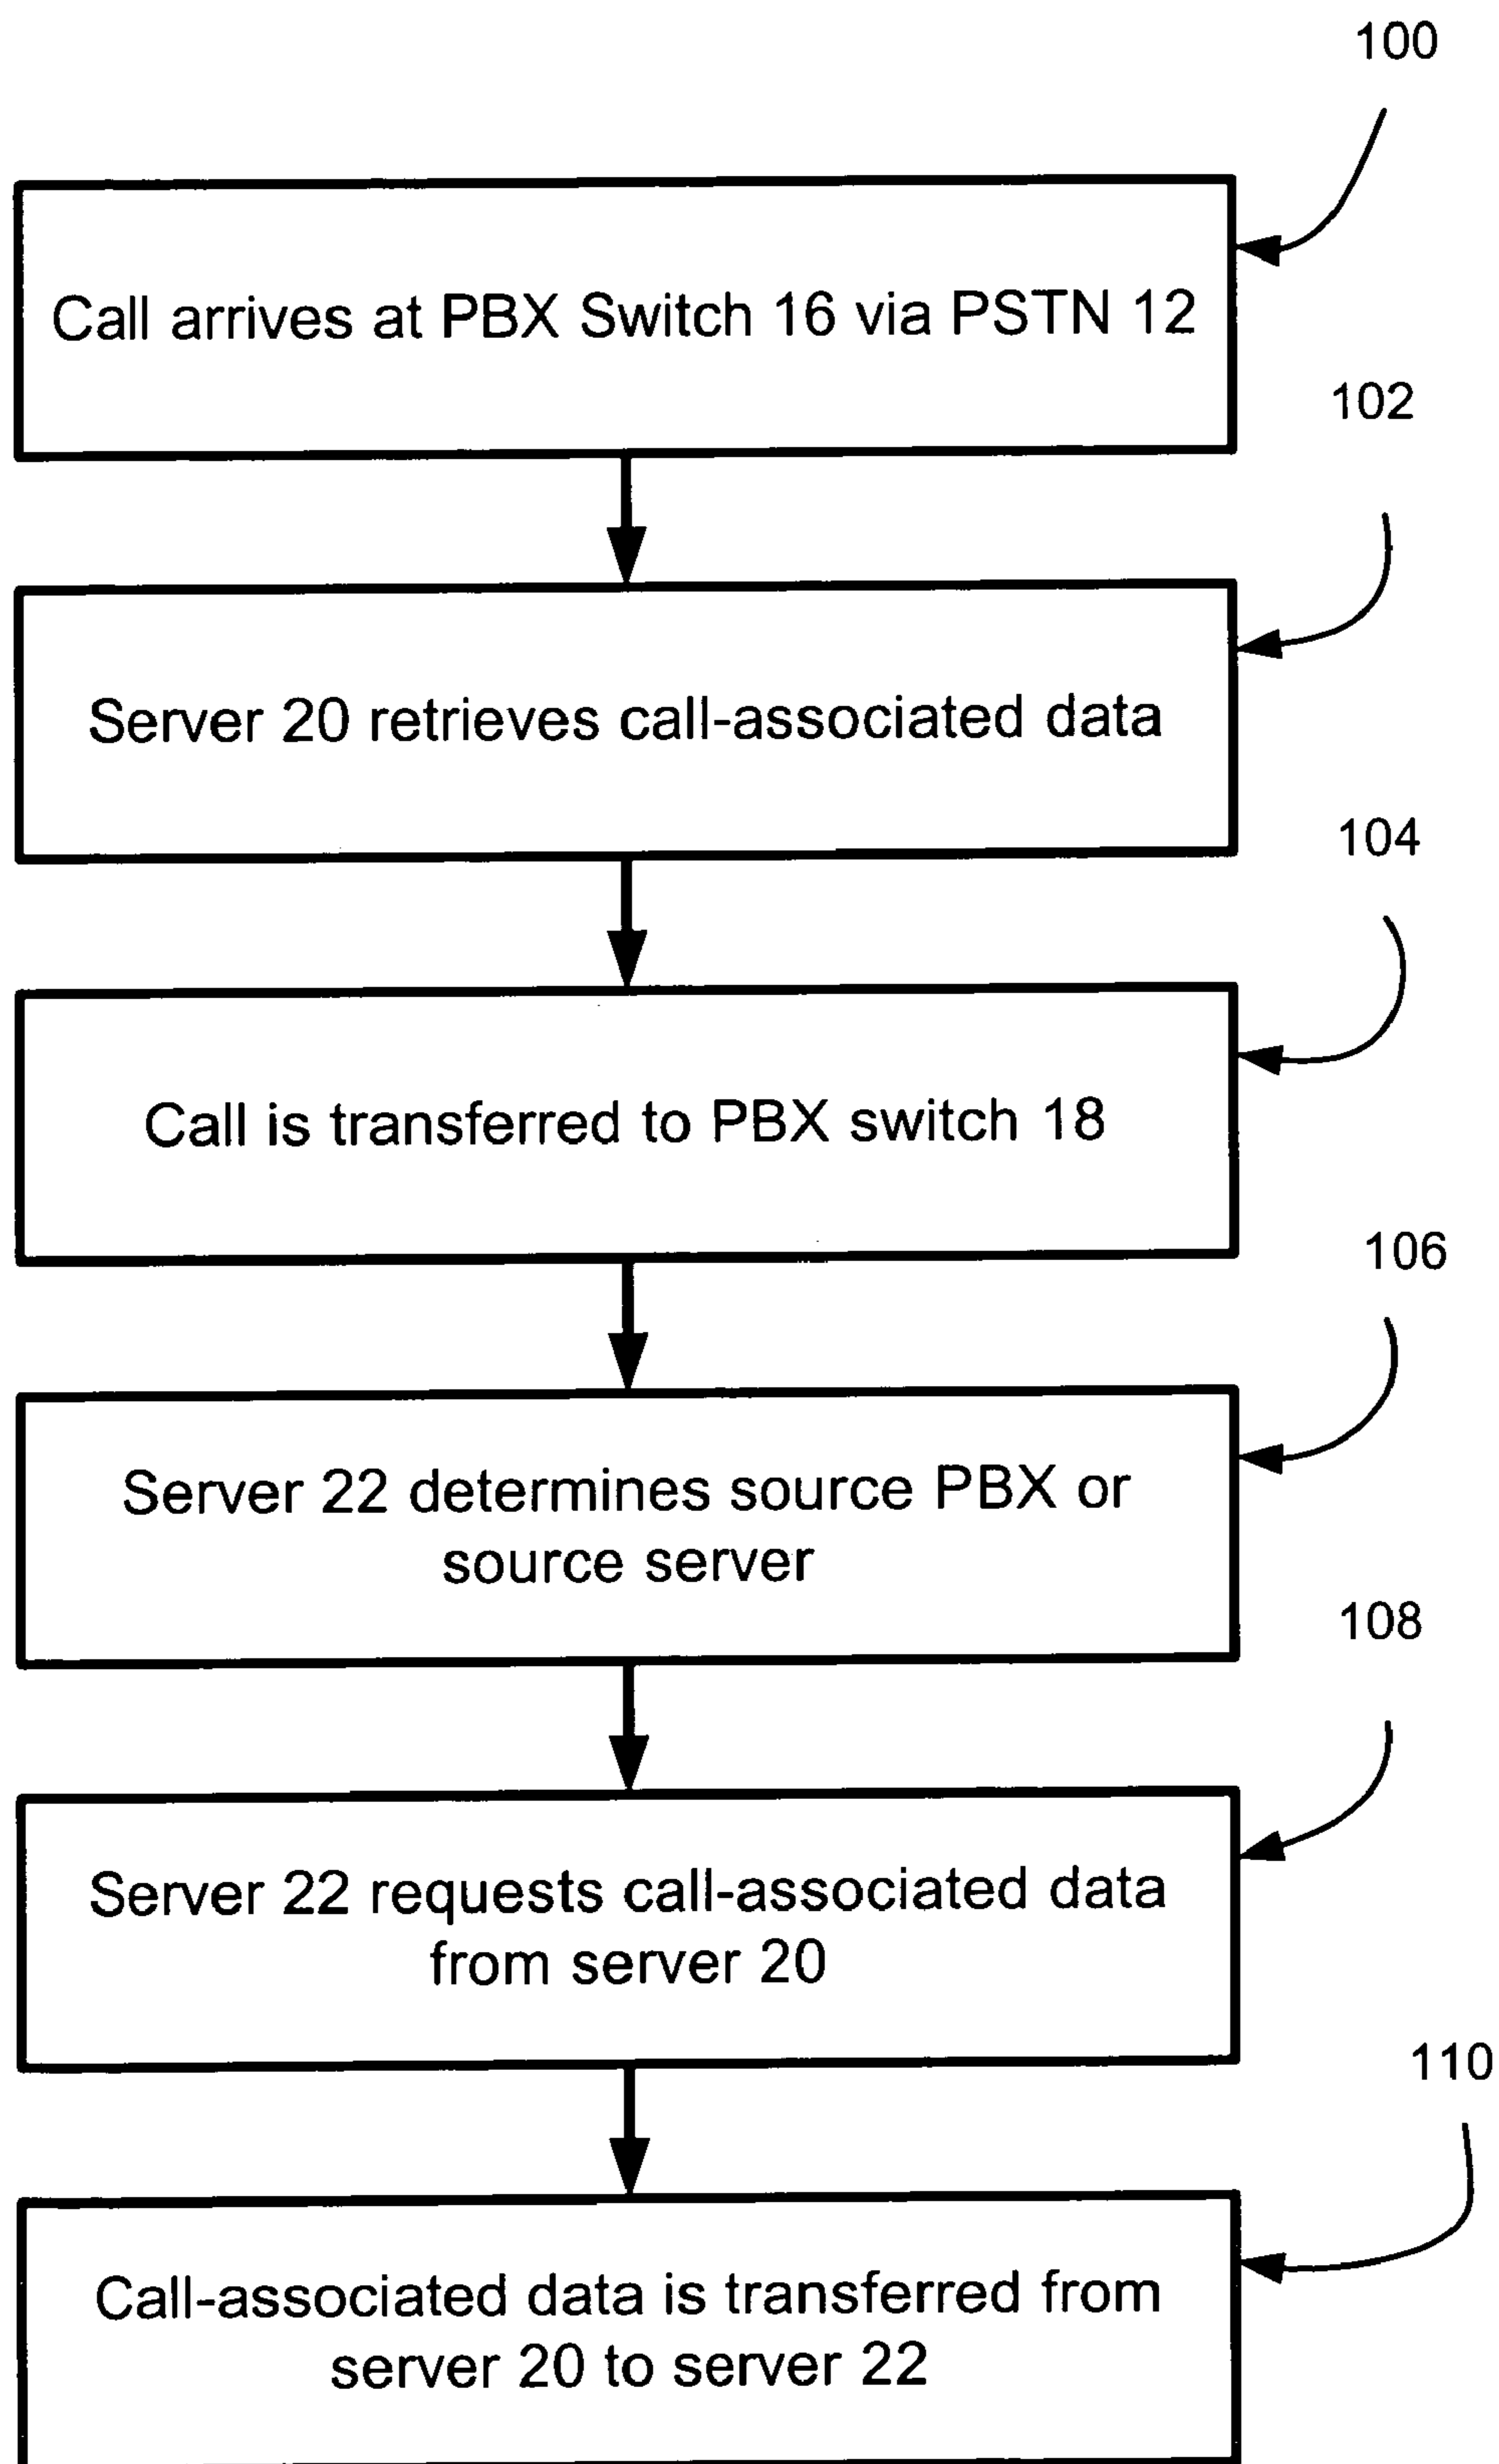 100
Call arrives at PBX Switch 16 via PSTN 12
102
Server 20 retrieves call-associated data
104
Call is transferred to PBX switch 18
106
Server 22 determines source PBX or
source server
108
Server 22 requests call-associated data
from server 20
110
Call-associated data is transferred from
server 20 to server 22